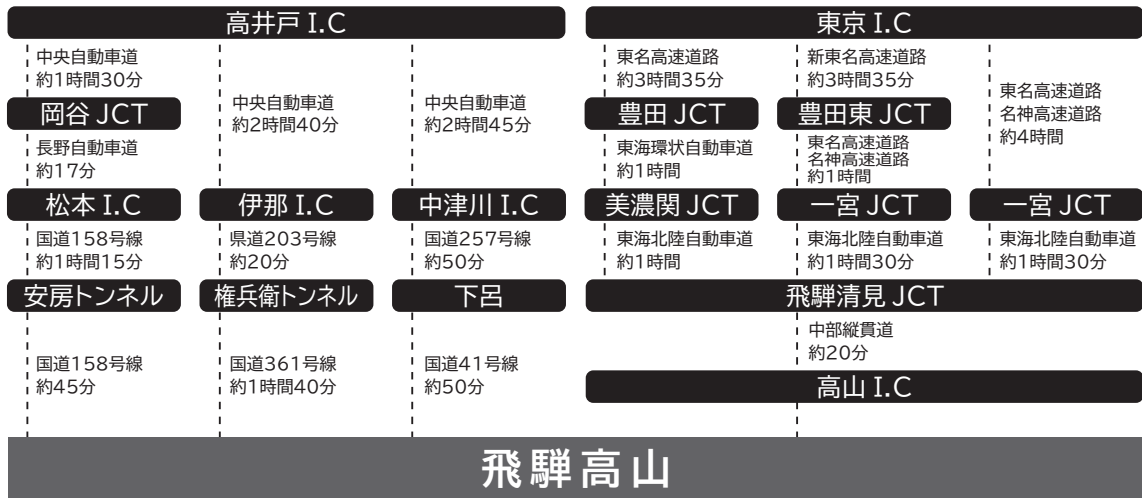 高井戸 I.C
中央自動車道
約1時間30分
岡谷 JCT
長野自動車道
約17分
松本 I.C
国道158号線
約1時間15分
安房トンネル
国道158号線
約45分
中央自動車道
約2時間40分
伊那 I.C
県道203号線
約20分
権兵衛トンネル
国道361号線
約1時間40分
中央自動車道
約2時間45分
中津川 I.C
国道257号線
約50分
下呂
国道41号線
約50分
東京 I.C
東名高速道路
約3時間35分
豊田 JCT
東海環状自動車道
約1時間
美濃関 JCT
東海北陸自動車道
約1時間
新東名高速道路
約3時間35分
豊田東 JCT
東名高速道路
名神高速道路
約1時間
一宮 JCT
東海北陸自動車道
約1時間30分
東名高速道路
名神高速道路
約4時間
一宮 JCT
東海北陸自動車道
約1時間30分
飛騨清見 JCT
中部縦貫道
約20分
高山 I.C
飛騨高山